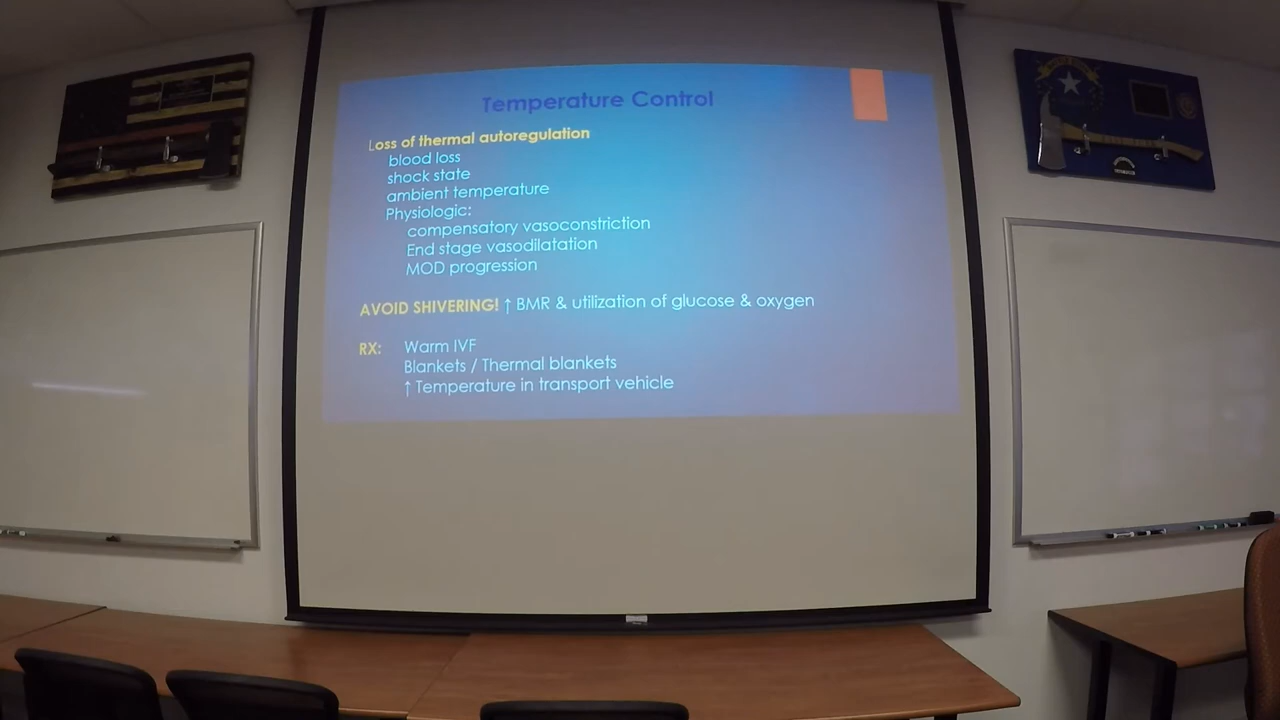 Temperature Control
Loss of thermal autoregulation
blood loss
shock state
ambient temperature
Physiologic:
compensatory vasoconstriction
End stage vasodilatation
MOD progression
AVOID SHIVERING! ↑ BMR & utilization of glucose & oxygen
RX: Warm IVF
Blankets / Thermal blankets
↑ Temperature in transport vehicle